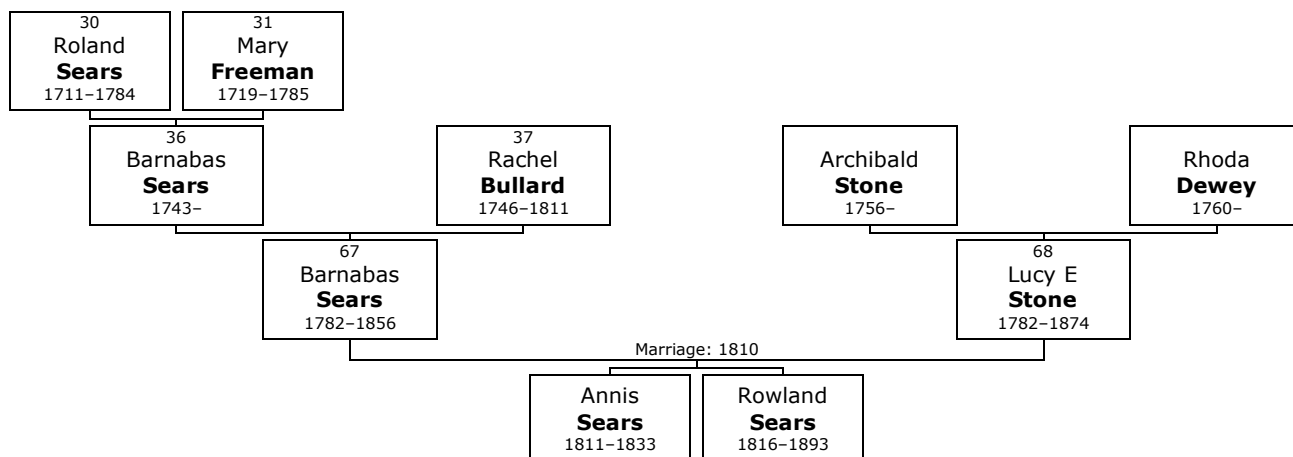 30
Roland
Sears
1711–1784
31
Mary
Freeman
1719–1785
36
Barnabas
Sears
1743–
37
Rachel
Bullard
1746–1811
Archibald
Stone
1756–
Rhoda
Dewey
1760–
67
Barnabas
Sears
1782–1856
68
Lucy E
Stone
1782–1874
Marriage: 1810
Annis
Sears
1811–1833
Rowland
Sears
1816–1893